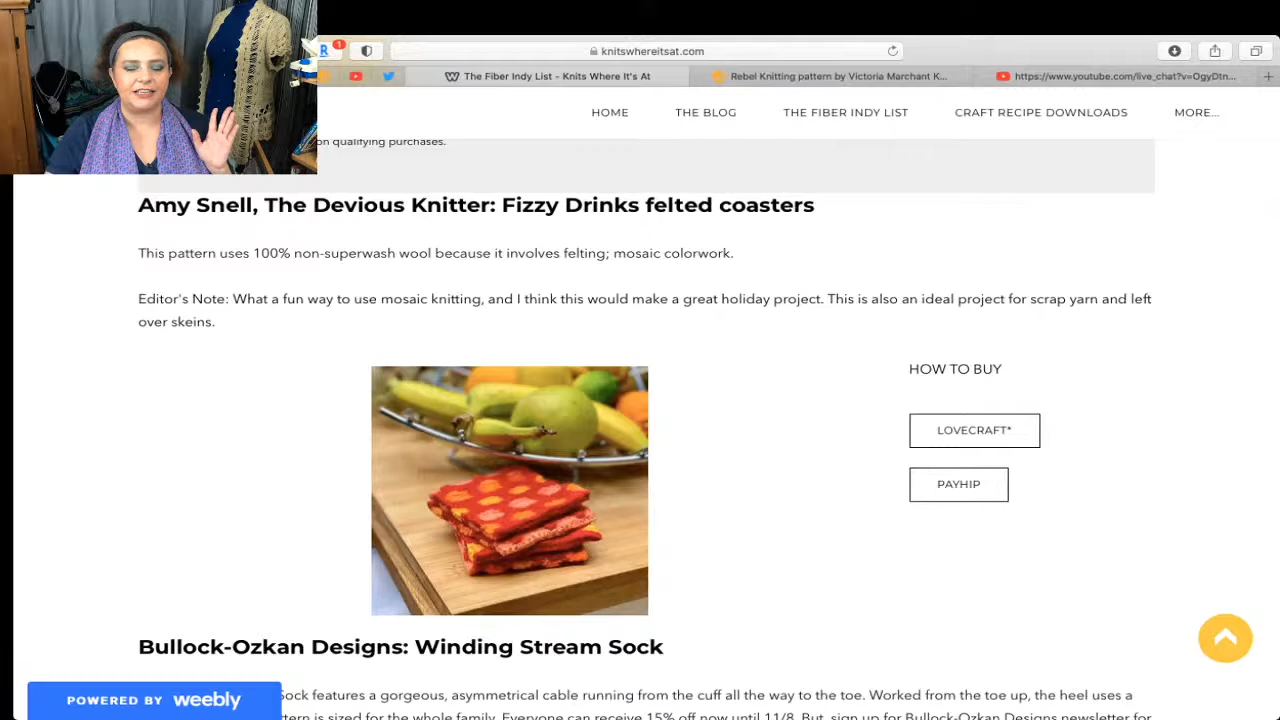 R
1
knitswhereitsat.com
The Fiber Indy List - Knits Where It's At
Rebel Knitting pattern by Victoria Marchant K...
https://www.youtube.com/live_chat?v=OgyDtn...
HOME
THE BLOG
THE FIBER INDY LIST
CRAFT RECIPE DOWNLOADS
MORE...
on qualifying purchases.
Amy Snell, The Devious Knitter: Fizzy Drinks felted coasters
This pattern uses 100% non-superwash wool because it involves felting; mosaic colorwork.
Editor's Note: What a fun way to use mosaic knitting, and I think this would make a great holiday project. This is also an ideal project for scrap yarn and left
over skeins.
HOW TO BUY
LOVECRAFT*
PAYHIP
Bullock-Ozkan Designs: Winding Stream Sock
Sock features a gorgeous, asymmetrical cable running from the cuff all the way to the toe. Worked from the toe up, the heel uses a
pattern is sized for the whole family. Everyone can receive 15% off now until 11/8. But, sign up for Bullock-Ozkan Designs newsletter for
POWERED BY weebly